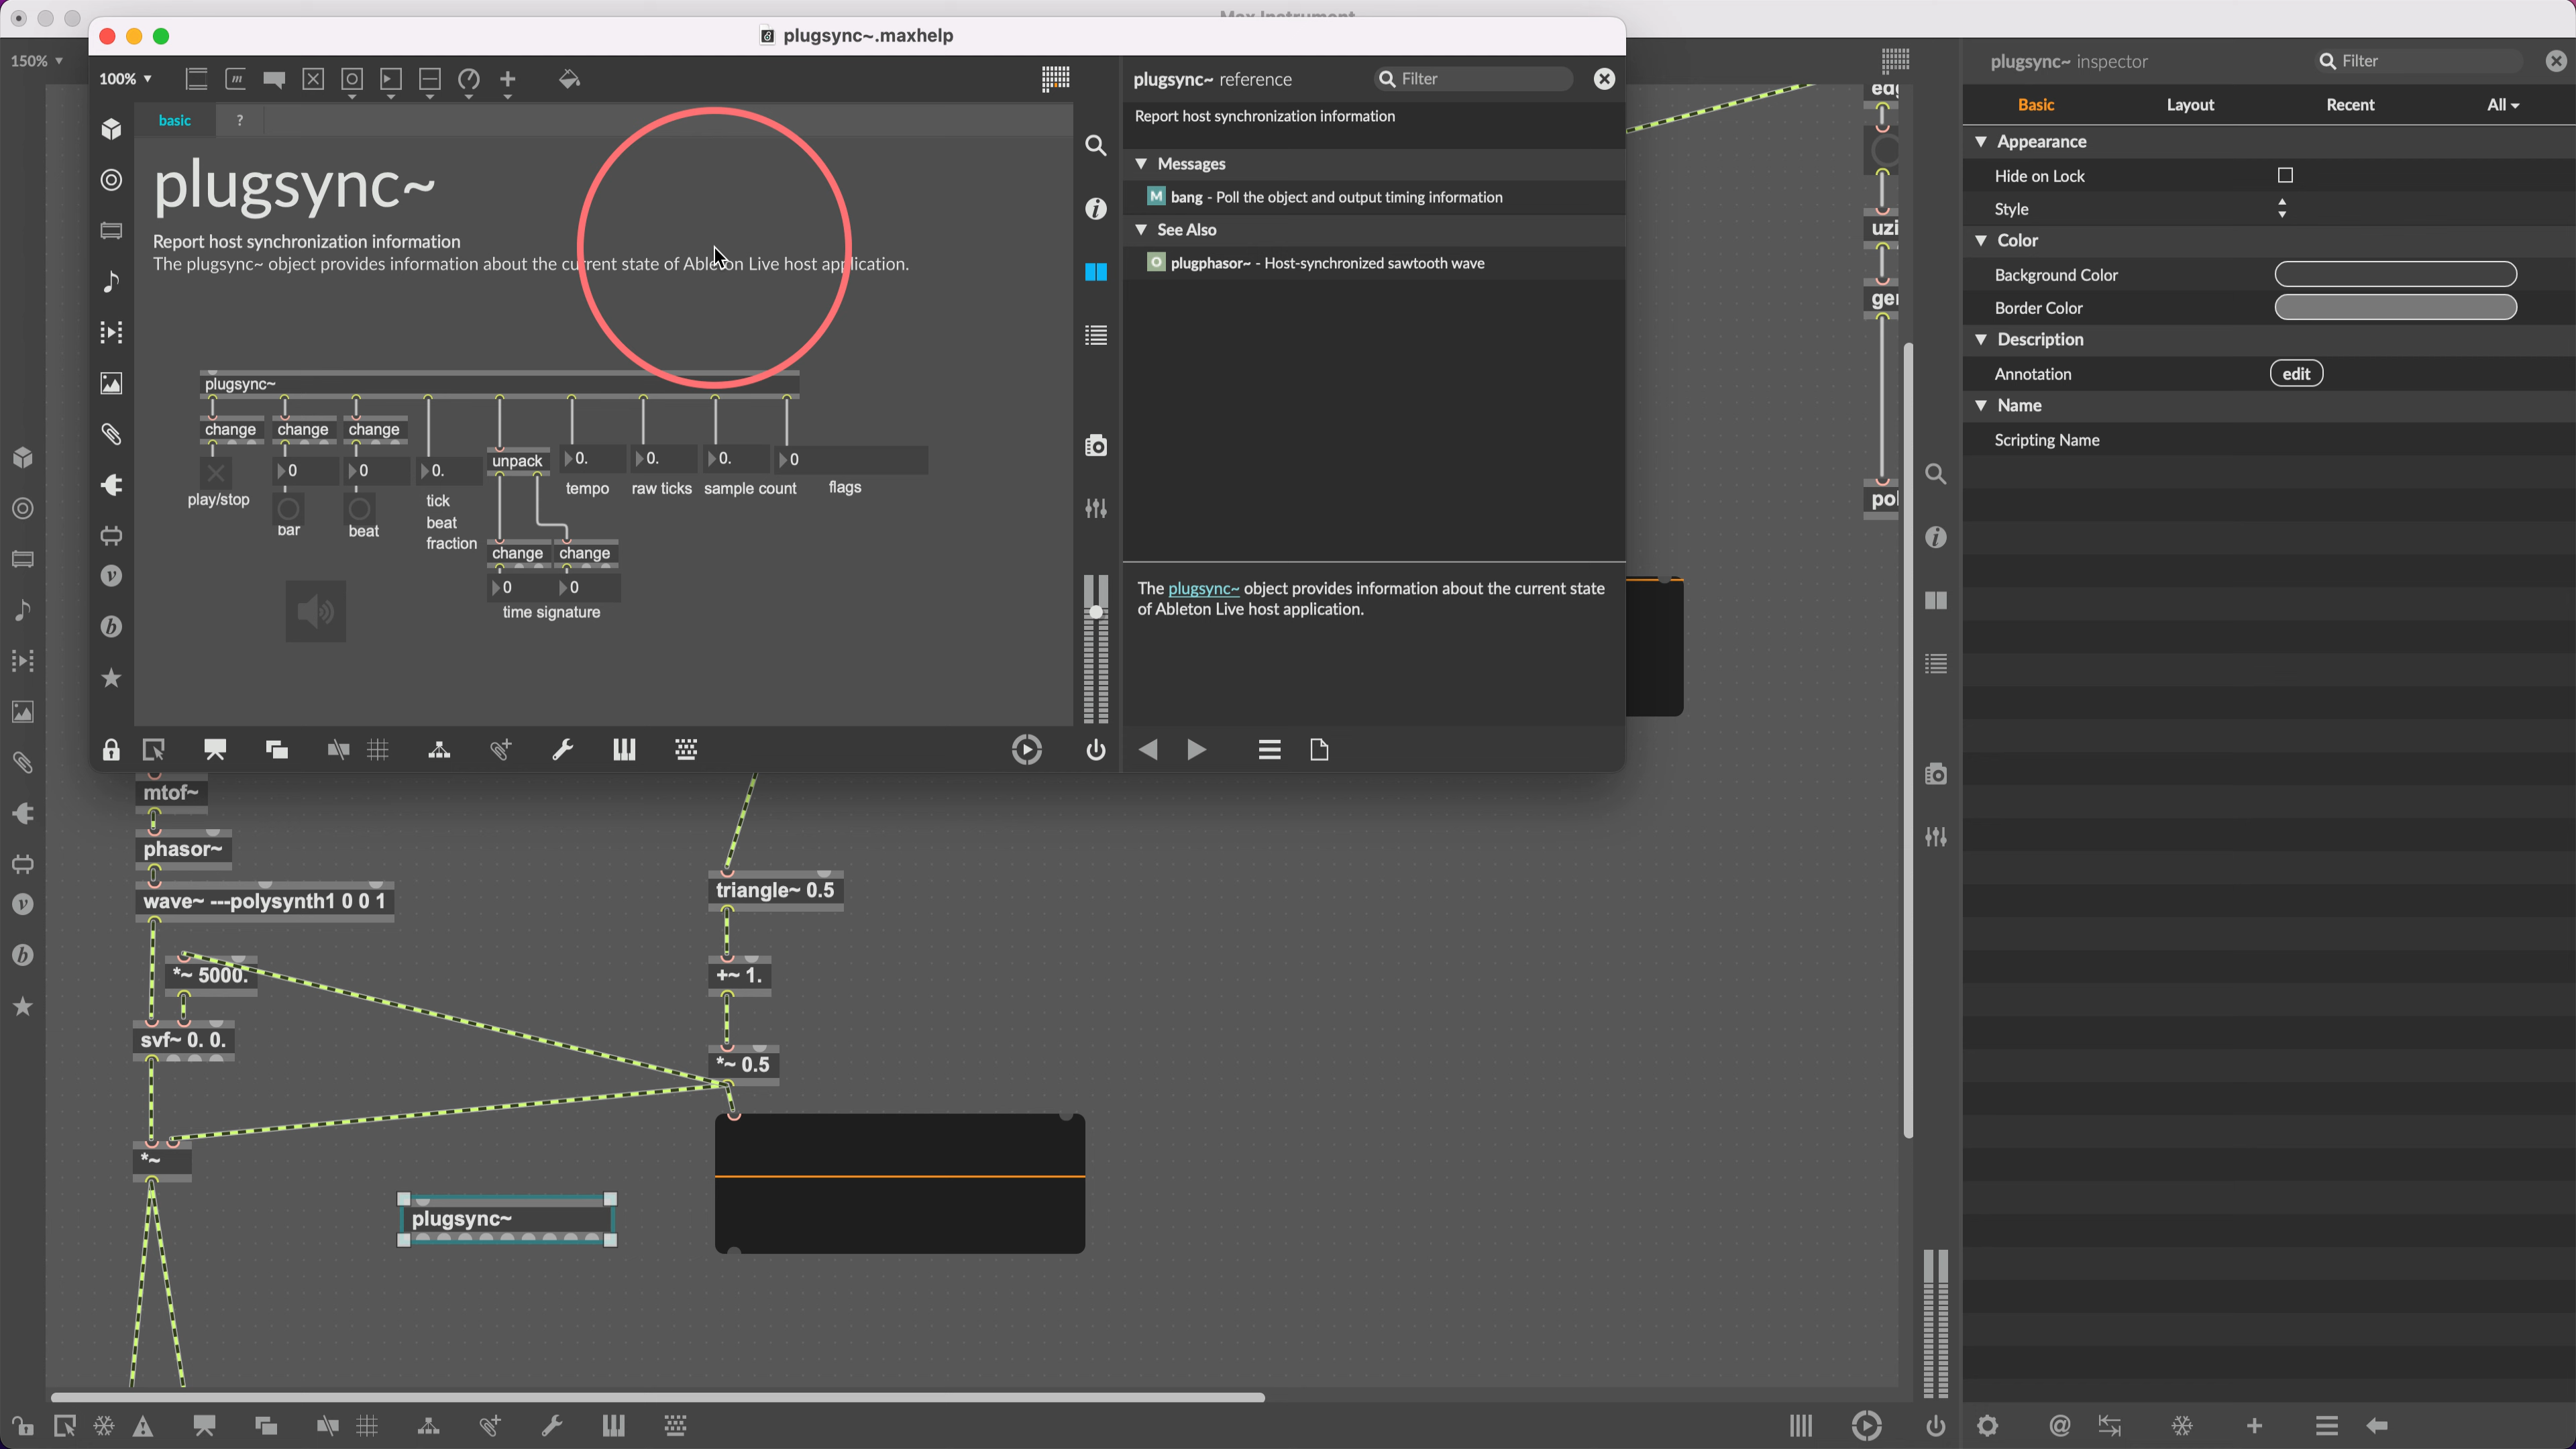 Max Instrument
plugsync~.maxhelp
150%
100%
m
basic
?
plugsync~
Report host synchronization information
The plugsync~ object provides information about the current state of Ableton Live host application.
plugsync~
change
change
change
unpack
0
0
0.
0.
0.
0.
0
play/stop
bar
beat
tick
beat
fraction
tempo
raw ticks
sample count
flags
change
change
0
0
time signature
plugsync~ reference
Filter
Report host synchronization information
Messages
M bang - Poll the object and output timing information
See Also
O plugphasor~ - Host-synchronized sawtooth wave
The plugsync~ object provides information about the current state
of Ableton Live host application.
mtof~
phasor~
wave~ ---polysynth1 0 0 1
*~ 5000.
svf~ 0. 0.
*~
triangle~ 0.5
+~ 1.
*~ 0.5
plugsync~
uzi
plugsync~ inspector
Filter
Basic
Layout
Recent
All
Appearance
Hide on Lock
Style
Color
Background Color
Border Color
Description
Annotation
edit
Name
Scripting Name